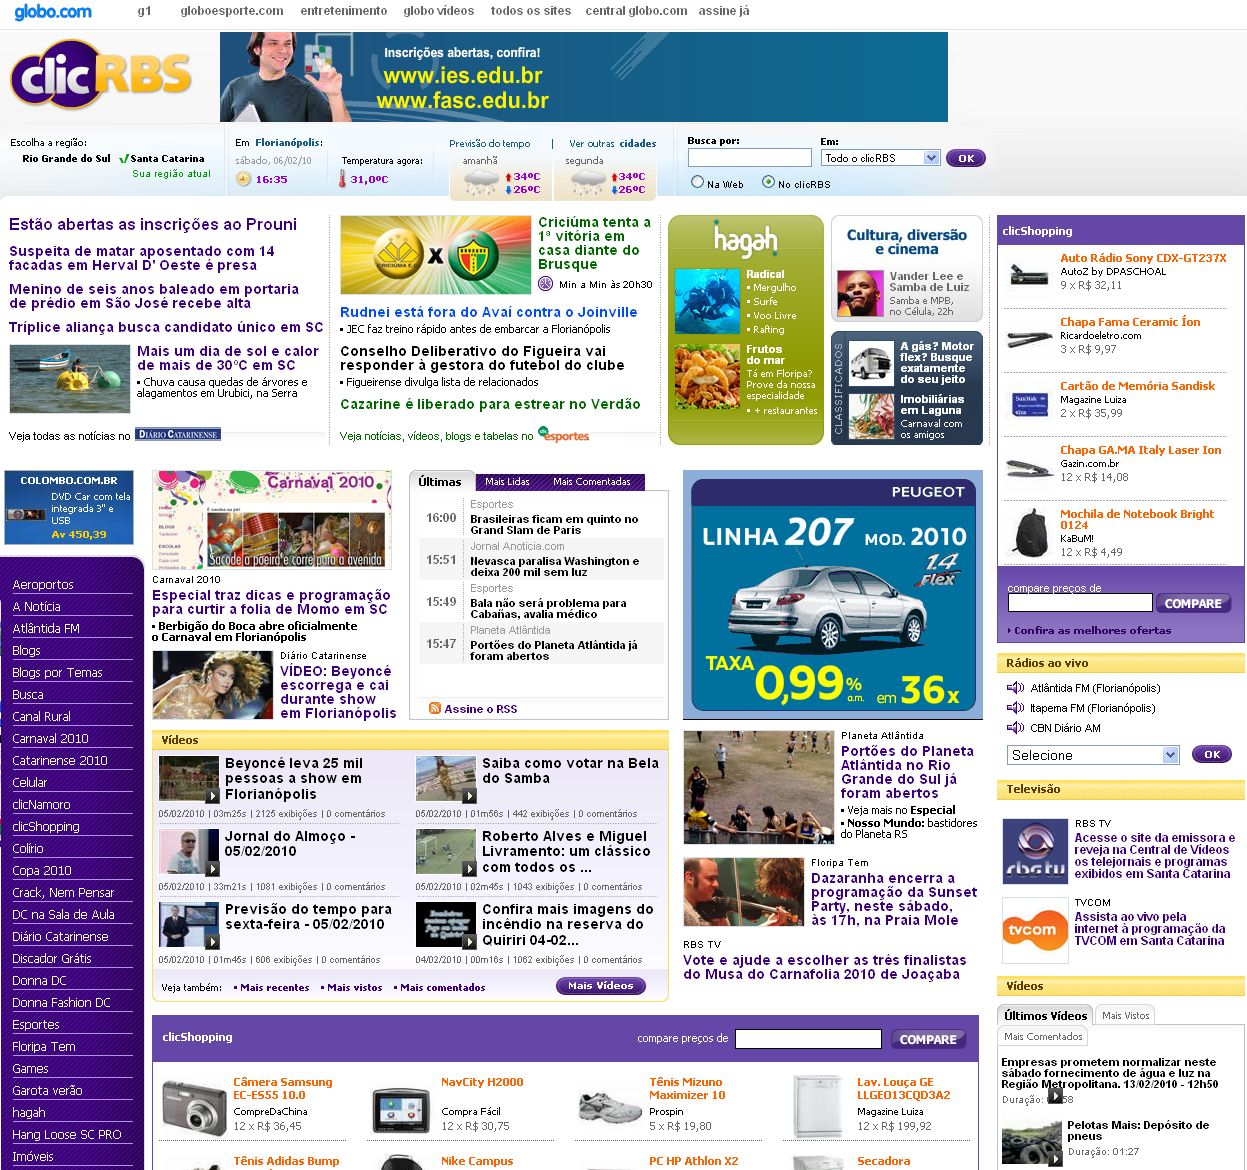 globo.com
g1
globoesporte.com
entretenimento
globo vídeos
todos os sites
central globo.com
assine já
clicRBS
Inscrições abertas, confira!
www.ies.edu.br
www.fasc.edu.br
Escolha a região:
Rio Grande do Sul
Santa Catarina
Sua região atual
Em Florianópolis:
sábado, 06/02/10
16:35
Temperatura agora:
31,0ºC
Previsão do tempo
| Ver outras cidades
amanhã
34ºC
26ºC
segunda
34ºC
26ºC
Busca por:
Em:
Todo o clicRBS
OK
Na Web
No clicRBS
Estão abertas as inscrições ao Prouni
Suspeita de matar aposentado com 14
facadas em Herval D' Oeste é presa
Menino de seis anos baleado em portaria
de prédio em São José recebe alta
Tríplice aliança busca candidato único em SC
Mais um dia de sol e calor
de mais de 30°C em SC
Chuva causa quedas de árvores e
alagamentos em Urubici, na Serra
Veja todas as notícias no DIÁRIO CATARINENSE
CRICIÚMA E.C.
X
Criciúma tenta a
1ª vitória em
casa diante do
Brusque
Min a Min às 20h30
Rudnei está fora do Avaí contra o Joinville
JEC faz treino rápido antes de embarcar a Florianópolis
Conselho Deliberativo do Figueira vai
responder à gestora do futebol do clube
Figueirense divulga lista de relacionados
Cazarine é liberado para estrear no Verdão
Veja notícias, vídeos, blogs e tabelas no clic esportes
hagah
Radical
Mergulho
Surfe
Voo Livre
Rafting
Frutos
do mar
Tá em Floripa?
Prove da nossa
especialidade
+ restaurantes
Cultura, diversão
e cinema
Vander Lee e
Samba de Luiz
Samba e MPB,
no Célula, 22h
CLASSIFICADOS
A gás? Motor
flex? Busque
exatamente
do seu jeito
Imobiliárias
em Laguna
Carnaval com
os amigos
clicShopping
Auto Rádio Sony CDX-GT237X
AutoZ by DPASCHOAL
9 x R$ 32,11
Chapa Fama Ceramic Íon
Ricardoeletro.com
3 x R$ 9,97
Cartão de Memória Sandisk
Magazine Luiza
2 x R$ 35,99
Chapa GA.MA Italy Laser Ion
Gazin.com.br
12 x R$ 14,08
Mochila de Notebook Bright
0124
KaBuM!
12 x R$ 4,49
compare preços de
COMPARE
Confira as melhores ofertas
COLOMBO.COM.BR
DVD Car com tela
integrada 3" e
USB
Av 450,39
Aeroportos
A Notícia
Atlântida FM
Blogs
Blogs por Temas
Busca
Canal Rural
Carnaval 2010
Catarinense 2010
Celular
clicNamoro
clicShopping
Colírio
Copa 2010
Crack, Nem Pensar
DC na Sala de Aula
Diário Catarinense
Discador Grátis
Donna DC
Donna Fashion DC
Esportes
Floripa Tem
Games
Garota verão
hagah
Hang Loose SC PRO
Imóveis
Carnaval 2010
É samba no pé!
BLOGS
Sacode a poeira e corre para a avenida
Carnaval 2010
Especial traz dicas e programação
para curtir a folia de Momo em SC
Berbigão do Boca abre oficialmente
o Carnaval em Florianópolis
Diário Catarinense
VÍDEO: Beyoncé
escorrega e cai
durante show
em Florianópolis
Últimas
Mais Lidas
Mais Comentadas
16:00
Esportes
Brasileiras ficam em quinto no
Grand Slam de Paris
15:51
Jornal Anoticia.com
Nevasca paralisa Washington e
deixa 200 mil sem luz
15:49
Esportes
Bala não será problema para
Cabañas, avalia médico
15:47
Planeta Atlântida
Portões do Planeta Atlântida já
foram abertos
Assine o RSS
PEUGEOT
LINHA 207 MOD. 2010
1.4
Flex
TAXA
0,99% a.m. em 36x
Vídeos
Beyoncé leva 25 mil
pessoas a show em
Florianópolis
05/02/2010 | 03m25s | 2125 exibições | 0 comentários
Saiba como votar na Bela
do Samba
05/02/2010 | 01m56s | 442 exibições | 0 comentários
Jornal do Almoço -
05/02/2010
05/02/2010 | 33m21s | 1081 exibições | 0 comentários
Roberto Alves e Miguel
Livramento: um clássico
com todos os ...
05/02/2010 | 02m45s | 1043 exibições | 0 comentários
Previsão do tempo para
sexta-feira - 05/02/2010
05/02/2010 | 01m45s | 606 exibições | 0 comentários
Confira mais imagens do
incêndio na reserva do
Quiriri 04-02...
04/02/2010 | 00m16s | 1062 exibições | 0 comentários
Veja também:
Mais recentes
Mais vistos
Mais comentados
Mais Vídeos
Planeta Atlântida
Portões do Planeta
Atlântida no Rio
Grande do Sul já
foram abertos
Veja mais no Especial
Nosso Mundo: bastidores
do Planeta RS
Floripa Tem
Dazaranha encerra a
programação da Sunset
Party, neste sábado,
às 17h, na Praia Mole
RBS TV
Vote e ajude a escolher as três finalistas
do Musa do Carnafolia 2010 de Joaçaba
Rádios ao vivo
Atlântida FM (Florianópolis)
Itapema FM (Florianópolis)
CBN Diário AM
Selecione
OK
Televisão
rbs tv
RBS TV
Acesse o site da emissora e
reveja na Central de Vídeos
os telejornais e programas
exibidos em Santa Catarina
tvcom
TVCOM
Assista ao vivo pela
internet à programação da
TVCOM em Santa Catarina
Vídeos
Últimos Vídeos
Mais Vistos
Mais Comentados
Empresas prometem normalizar neste
sábado fornecimento de água e luz na
Região Metropolitana. 13/02/2010 - 12h50
Duração:
Pelotas Mais: Depósito de
pneus
Duração: 01:27
clicShopping
compare preços de
COMPARE
Câmera Samsung
EC-ES55 10.0
CompreDaChina
12 x R$ 36,45
NavCity H2000
Compra Fácil
12 x R$ 30,75
Tênis Mizuno
Maximizer 10
Prospin
5 x R$ 19,80
Lav. Louça GE
LLGEO13CQD3A2
Magazine Luiza
12 x R$ 199,92
Tênis Adidas Bump
Nike Campus
PC HP Athlon X2
Secadora